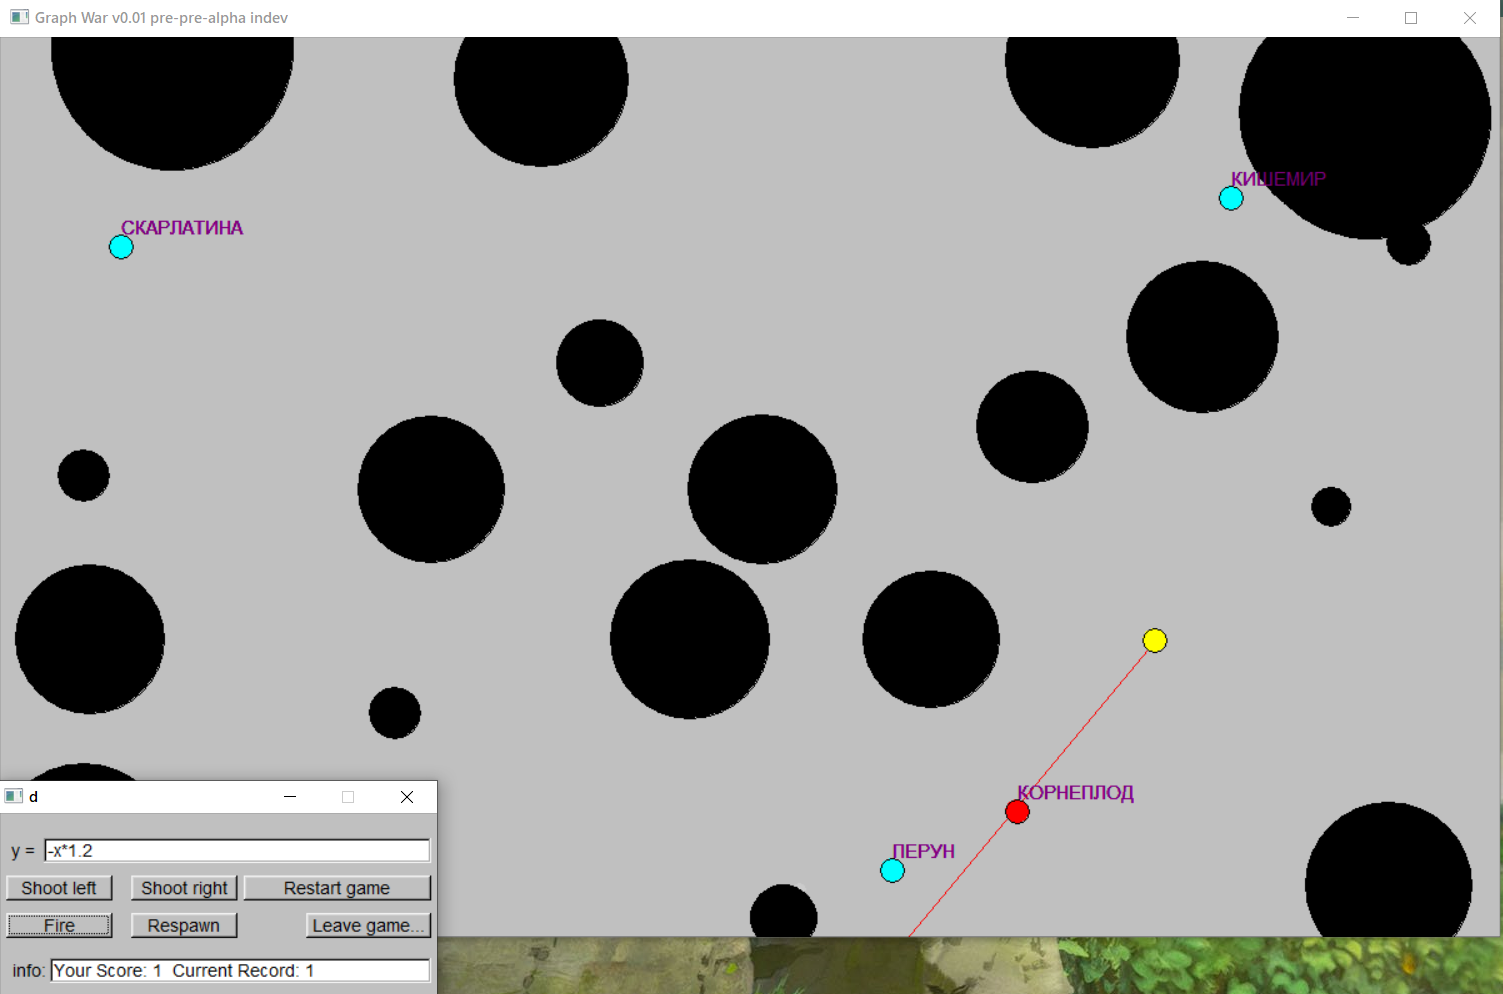 Graph War v0.01 pre-pre-alpha indev
КИШЕМИР
СКАРЛАТИНА
КОРНЕПЛОД
ПЕРУН
d
y = -x*1.2
Shoot left Shoot right Restart game
Fire Respawn Leave game...
info: Your Score: 1 Current Record: 1